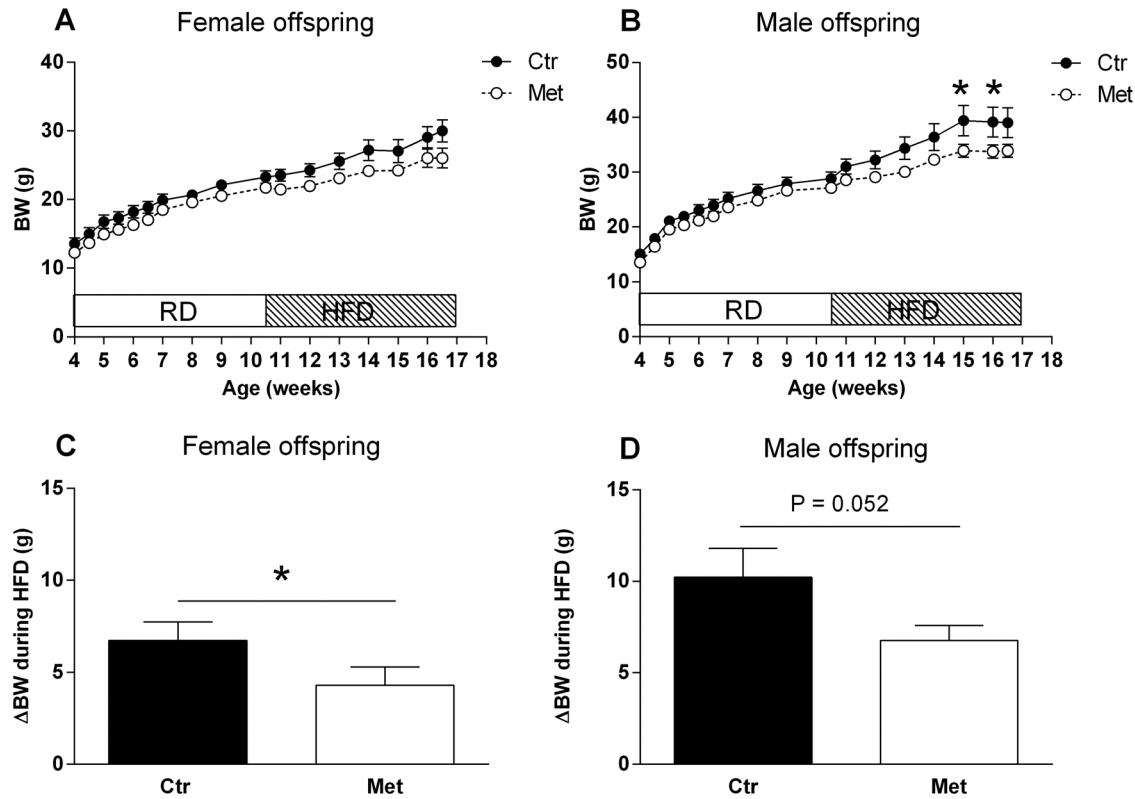 A
Female offspring
Ctr
Met
BW (g)
40
30
20
10
0
RD
HFD
4 5 6 7 8 9 10 11 12 13 14 15 16 17 18
Age (weeks)
B
Male offspring
Ctr
Met
BW (g)
50
40
30
20
10
0
* *
RD
HFD
4 5 6 7 8 9 10 11 12 13 14 15 16 17 18
Age (weeks)
C
Female offspring
ΔBW during HFD (g)
15
10
5
0
*
Ctr
Met
D
Male offspring
ΔBW during HFD (g)
15
10
5
0
P = 0.052
Ctr
Met